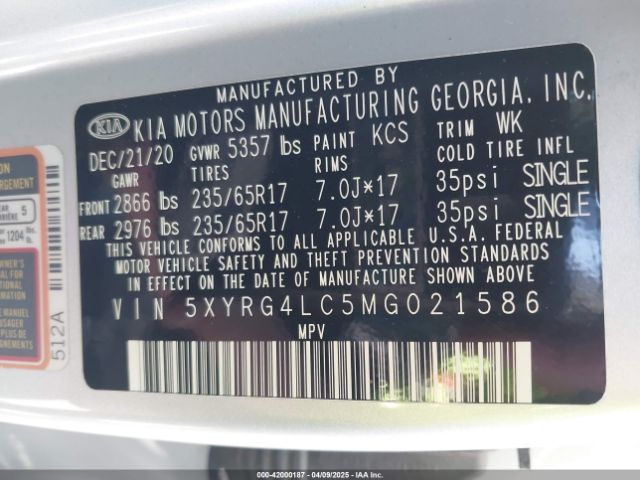 MANUFACTURED BY
KIA KIA MOTORS MANUFACTURING GEORGIA, INC.
DEC/21/20 GVWR 5357 lbs PAINT KCS TRIM WK
GAWR TIRES RIMS COLD TIRE INFL
FRONT 2866 lbs 235/65R17 7.0J*17 35psi SINGLE
REAR 2976 lbs 235/65R17 7.0J*17 35psi SINGLE
THIS VEHICLE CONFORMS TO ALL APPLICABLE U.S.A. FEDERAL
MOTOR VEHICLE SAFETY AND THEFT PREVENTION STANDARDS
IN EFFECT ON THE DATE OF MANUFACTURE SHOWN ABOVE
VIN 5XYRG4LC5MG021586
MPV
512A
5
1204 lbs.
000-42000187 - 04/09/2025 - IAA Inc.